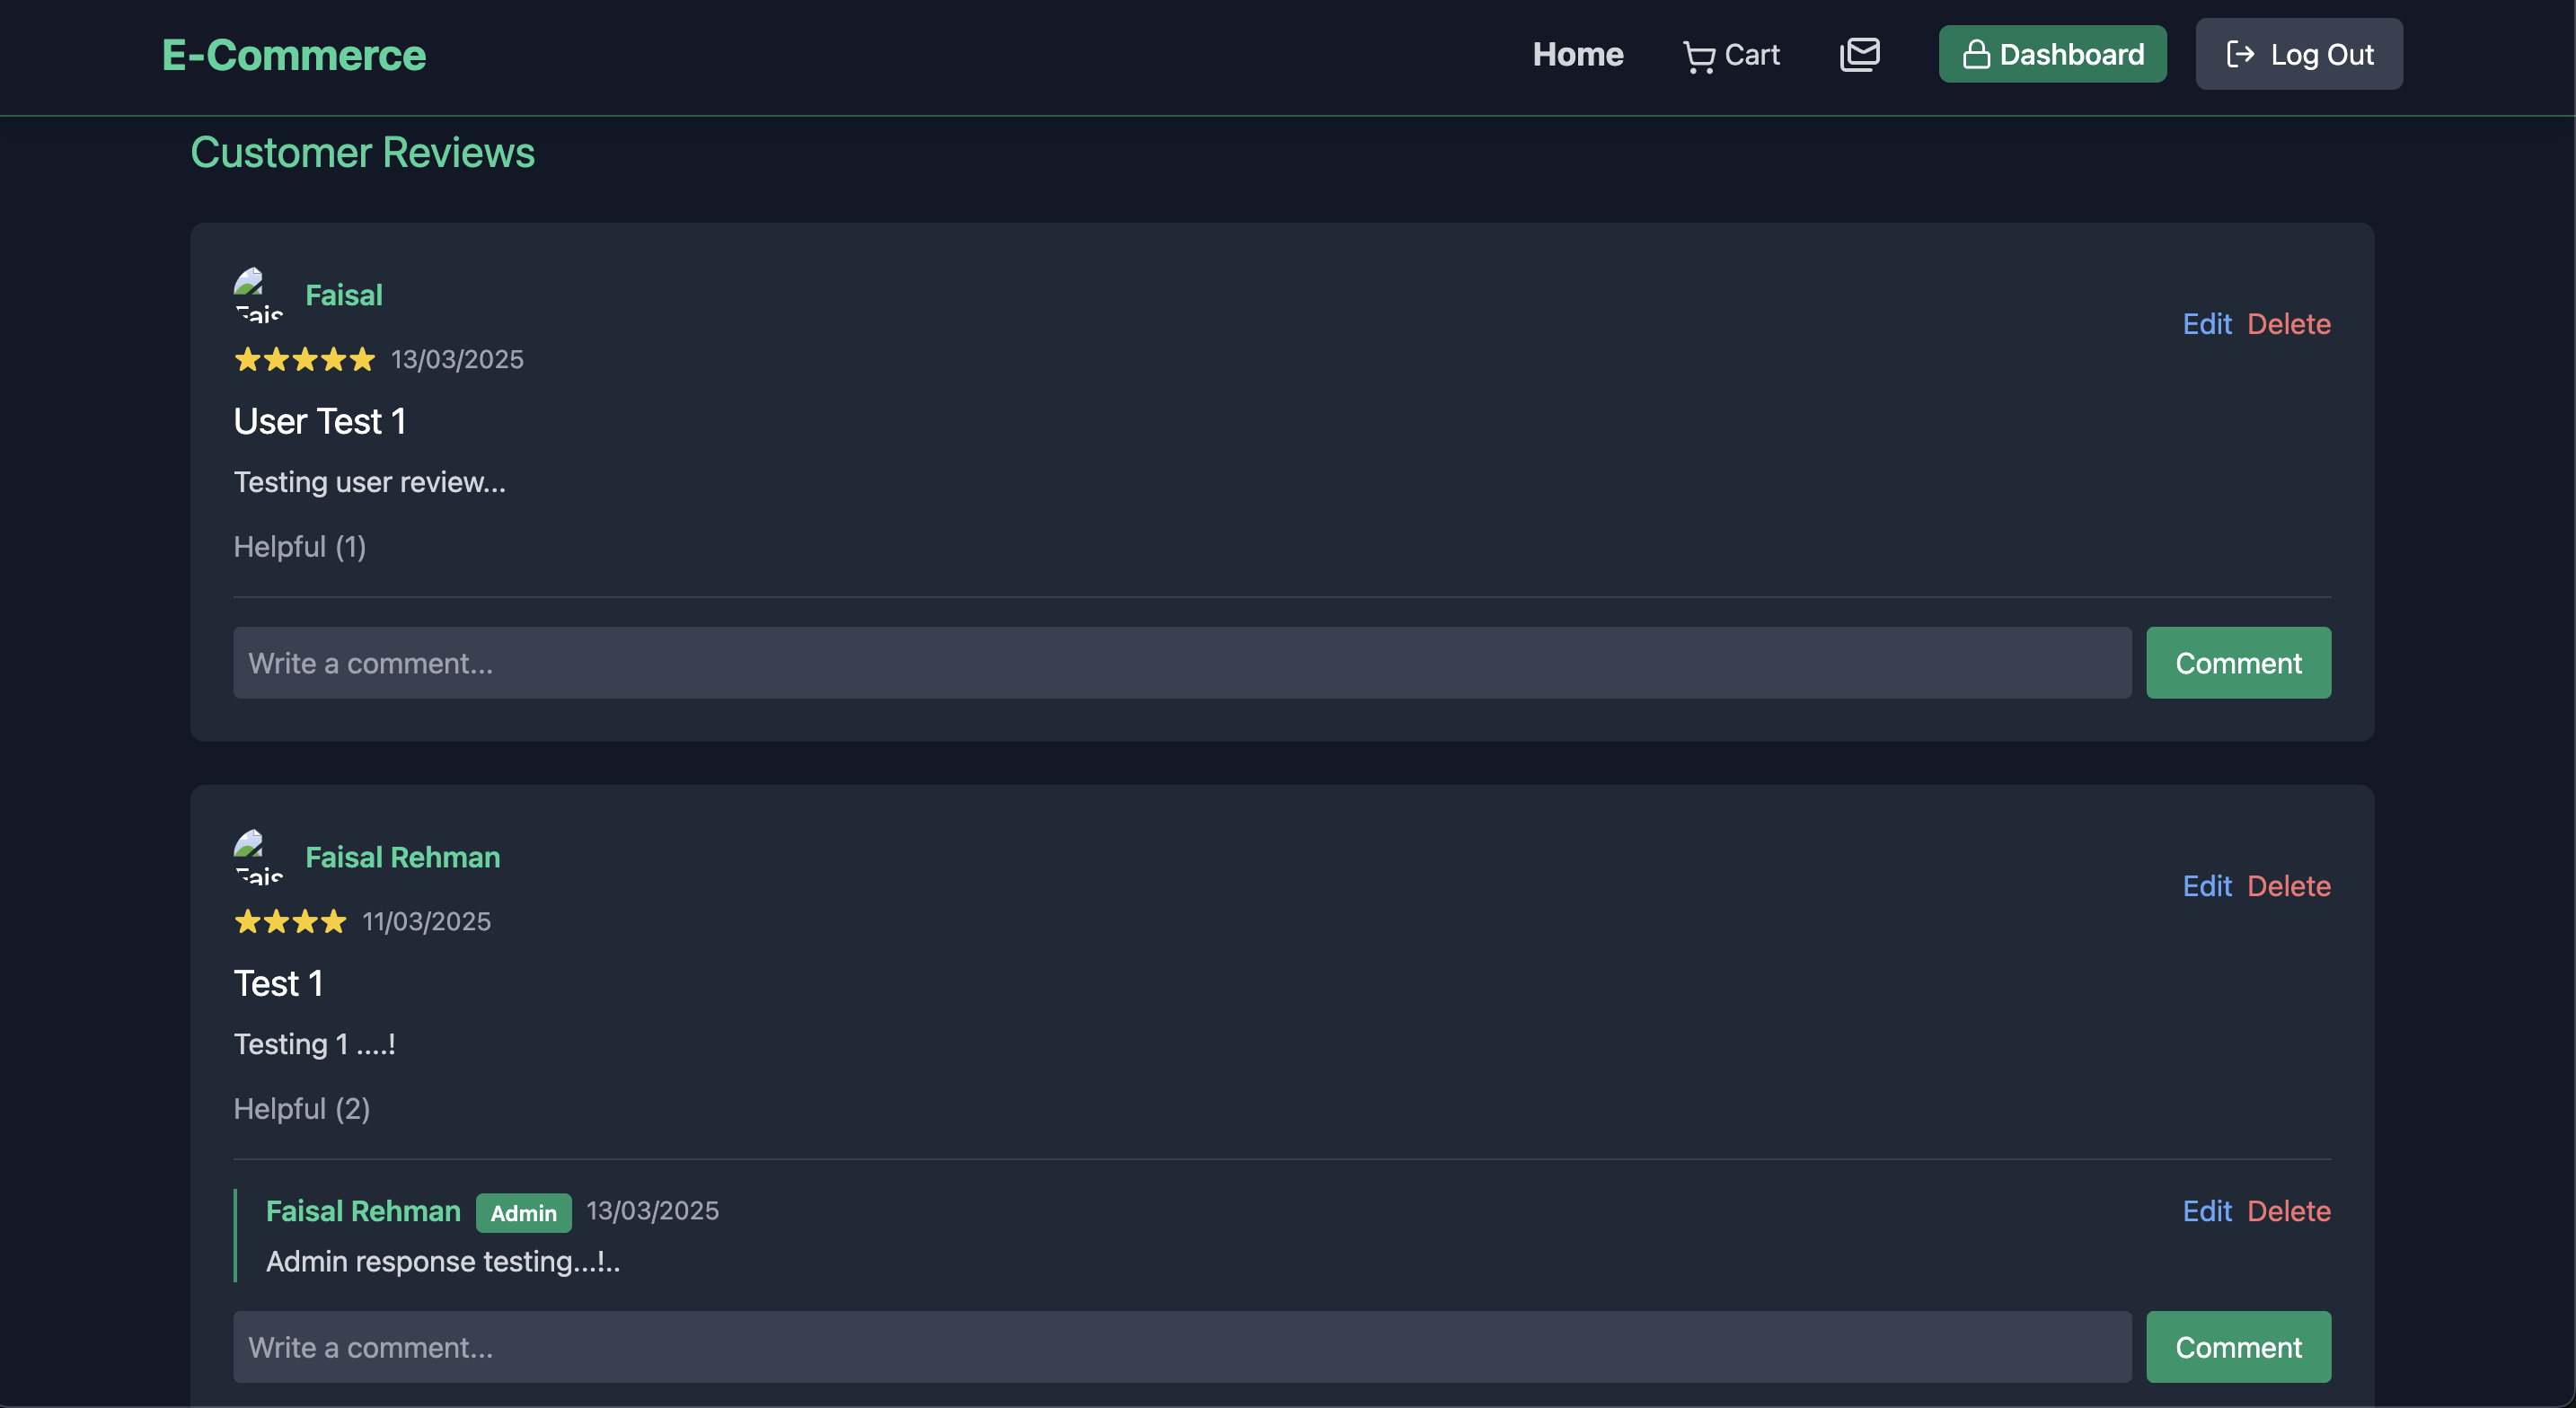 E-Commerce
Home
Cart
Dashboard
Log Out
Customer Reviews
Faisal
Edit Delete
13/03/2025
User Test 1
Testing user review...
Helpful (1)
Write a comment...
Comment
Faisal Rehman
Edit Delete
11/03/2025
Test 1
Testing 1 ....!
Helpful (2)
Faisal Rehman Admin 13/03/2025
Edit Delete
Admin response testing...!..
Write a comment...
Comment